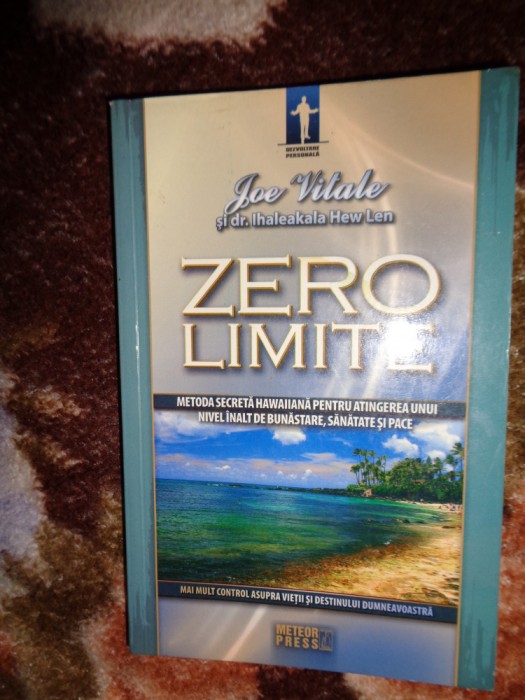 DEZVOLTARE
PERSONALĂ
Joe Vitale
și dr. Ihaleakala Hew Len
ZERO
LIMITE
METODA SECRETĂ HAWAIIANĂ PENTRU ATINGEREA UNUI
NIVEL ÎNALT DE BUNĂSTARE, SĂNĂTATE ȘI PACE
MAI MULT CONTROL ASUPRA VIEȚII ȘI DESTINULUI DUMNEAVOASTRĂ
METEOR
PRESS